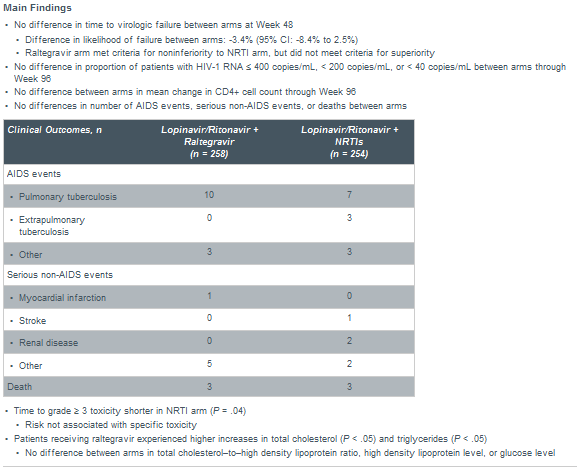 Main Findings
• No difference in time to virologic failure between arms at Week 48
• Difference in likelihood of failure between arms: -3.4% (95% CI: -8.4% to 2.5%)
• Raltegravir arm met criteria for noninferiority to NRTI arm, but did not meet criteria for superiority
• No difference in proportion of patients with HIV-1 RNA ≤ 400 copies/mL, < 200 copies/mL, or < 40 copies/mL between arms through
Week 96
• No difference between arms in mean change in CD4+ cell count through Week 96
• No differences in number of AIDS events, serious non-AIDS events, or deaths between arms
Clinical Outcomes, n Lopinavir/Ritonavir + Raltegravir (n = 258) Lopinavir/Ritonavir + NRTIs (n = 254)
AIDS events
• Pulmonary tuberculosis 10 7
• Extrapulmonary tuberculosis 0 3
• Other 3 3
Serious non-AIDS events
• Myocardial infarction 1 0
• Stroke 0 1
• Renal disease 0 2
• Other 5 2
Death 3 3
• Time to grade ≥ 3 toxicity shorter in NRTI arm (P = .04)
• Risk not associated with specific toxicity
• Patients receiving raltegravir experienced higher increases in total cholesterol (P < .05) and triglycerides (P < .05)
• No difference between arms in total cholesterol–to–high density lipoprotein ratio, high density lipoprotein level, or glucose level